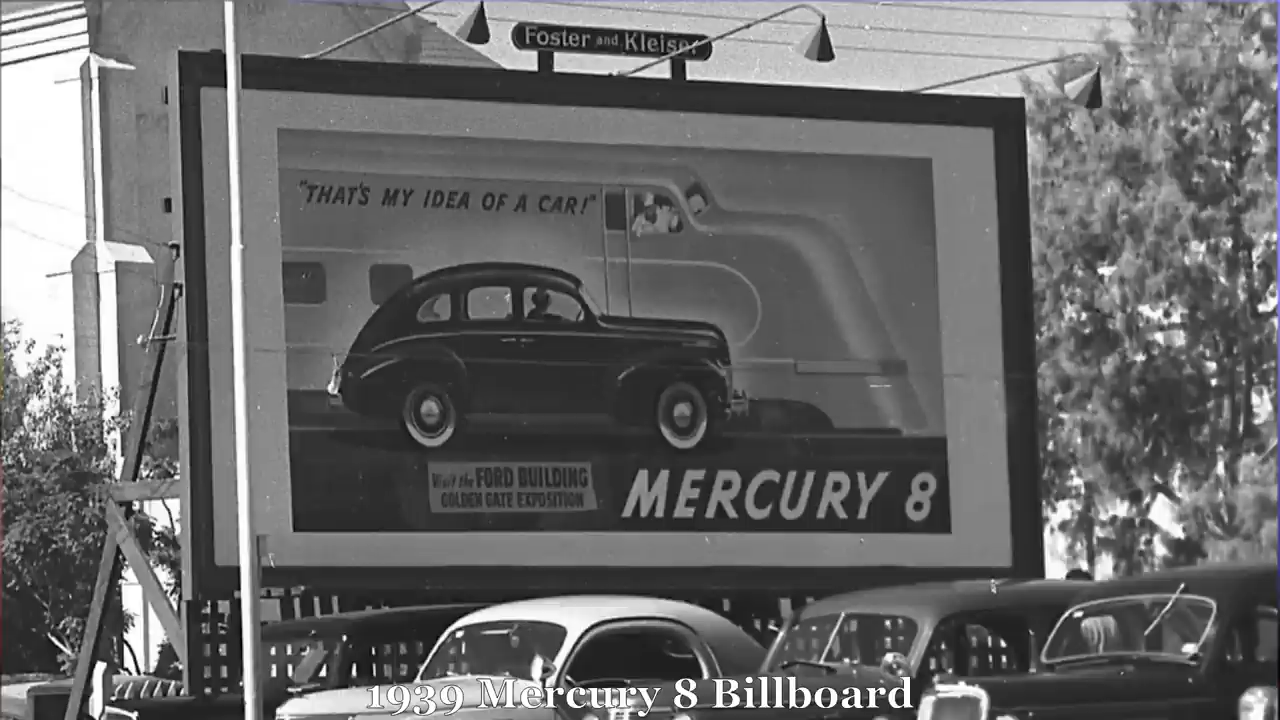 Foster and Kleiser
"THAT'S MY IDEA OF A CAR!"
Visit the FORD BUILDING
GOLDEN GATE EXPOSITION
MERCURY 8
1939 Mercury 8 Billboard